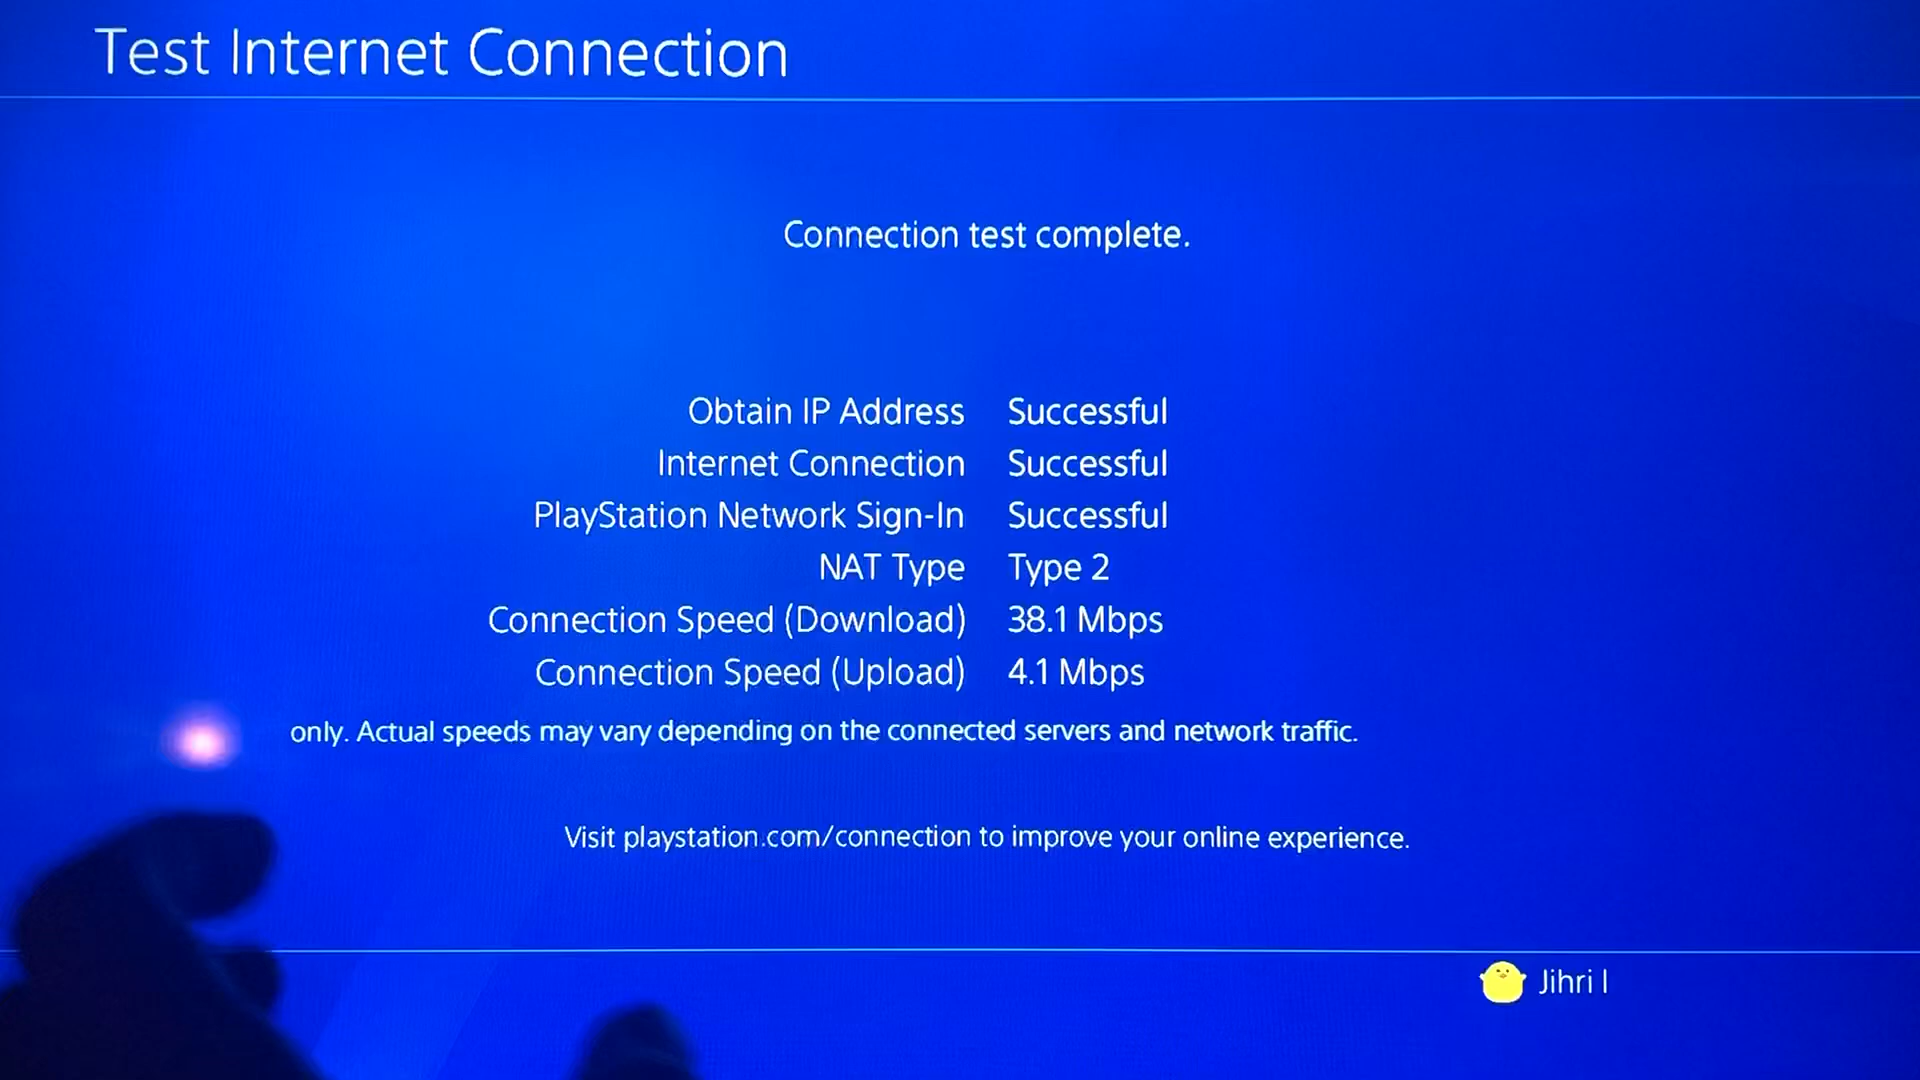 Test Internet Connection
Connection test complete.
Obtain IP Address Successful
Internet Connection Successful
PlayStation Network Sign-In Successful
NAT Type Type 2
Connection Speed (Download) 38.1 Mbps
Connection Speed (Upload) 4.1 Mbps
only. Actual speeds may vary depending on the connected servers and network traffic.
Visit playstation.com/connection to improve your online experience.
Jihri I